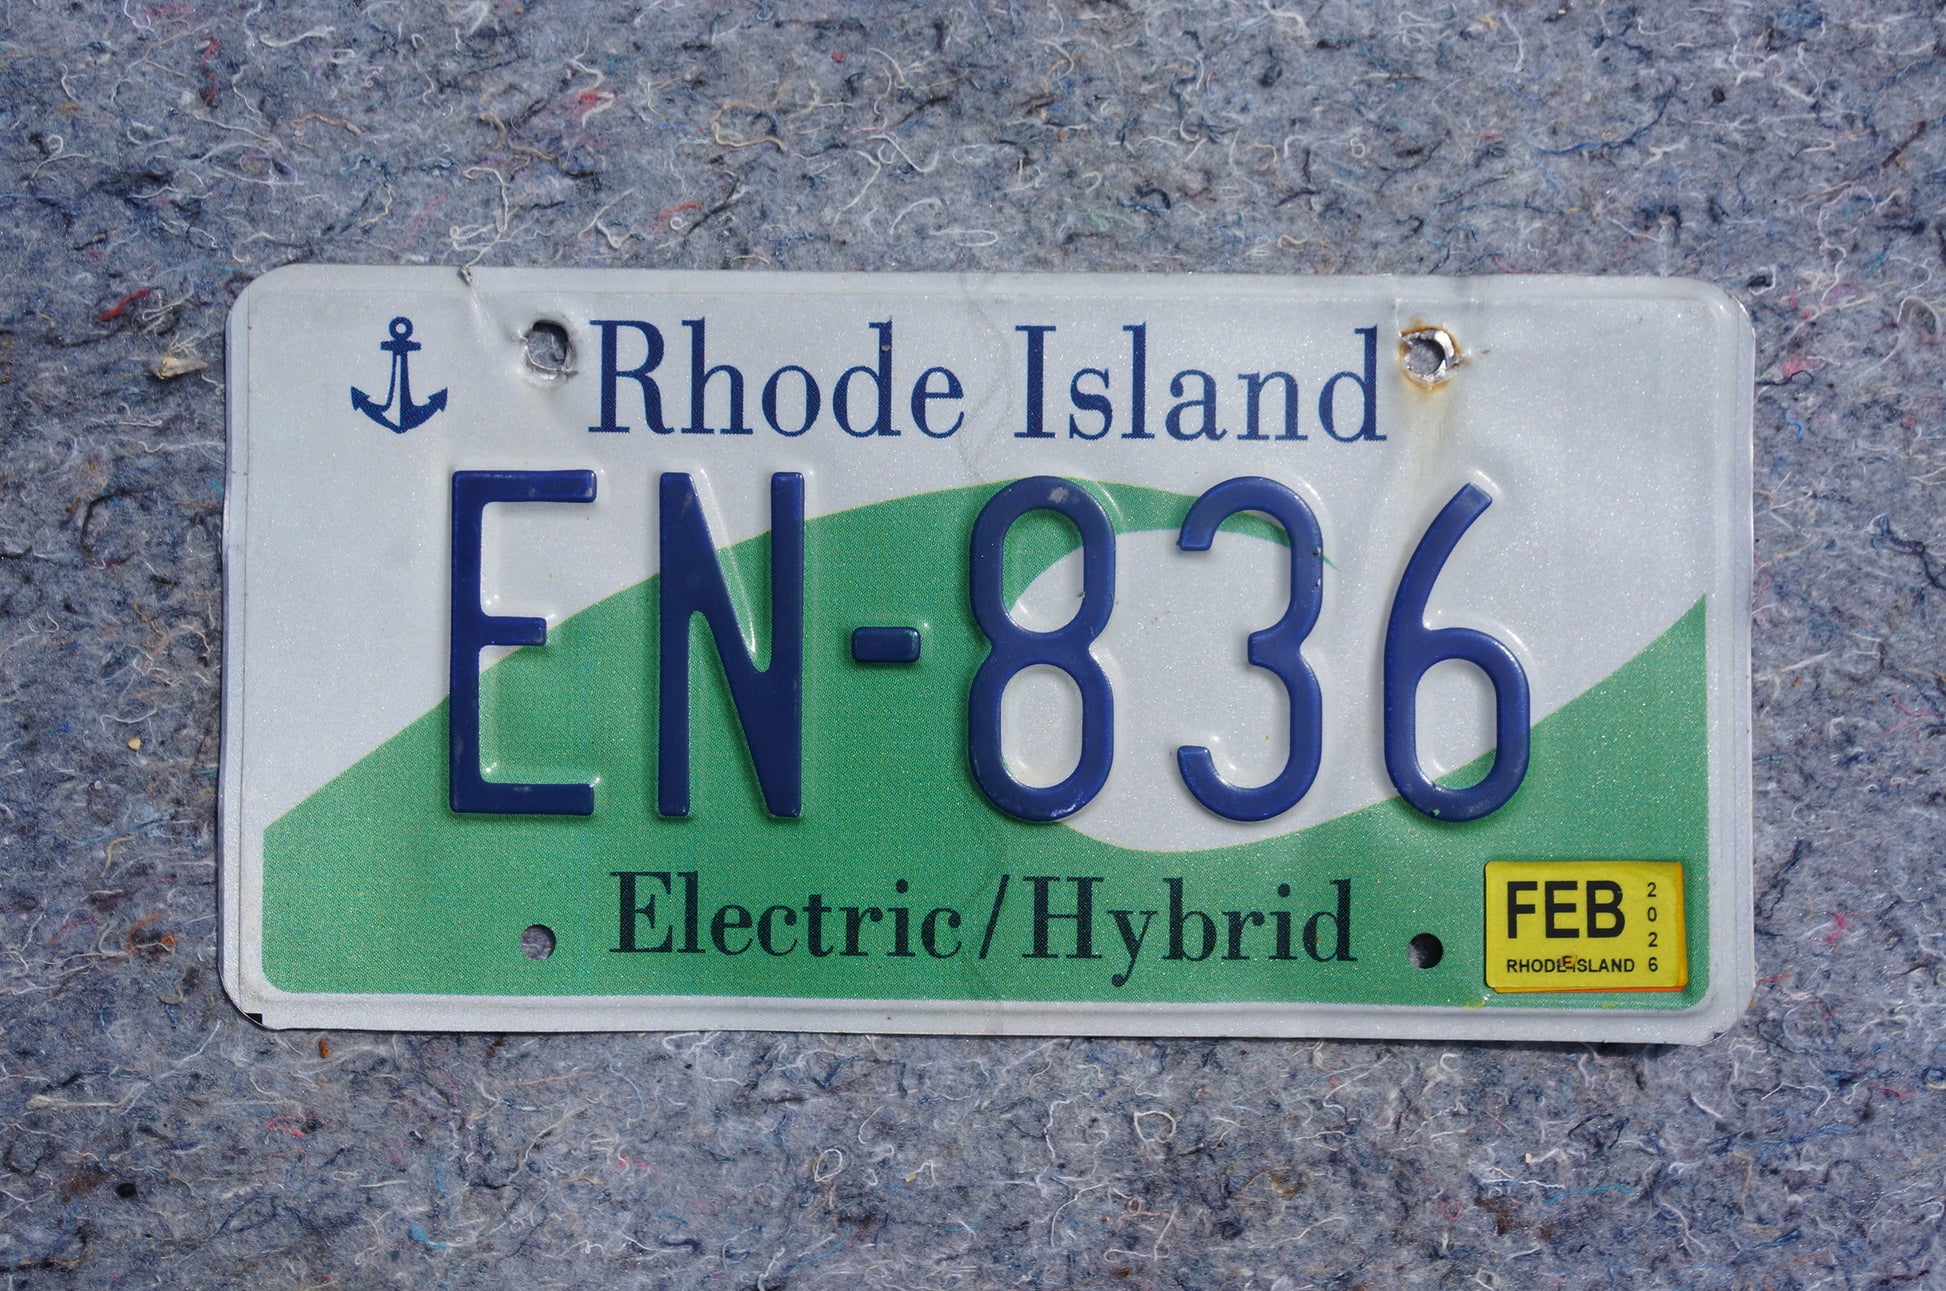 Rhode Island
EN-836
Electric/Hybrid
FEB
2026
RHODE ISLAND